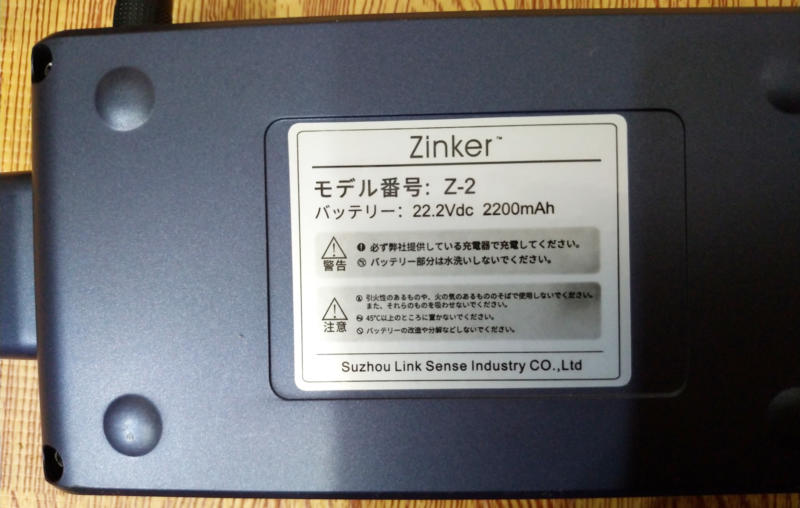 Zinker™
モデル番号: Z-2
バッテリー: 22.2Vdc 2200mAh
警告
必ず弊社提供している充電器で充電してください。
バッテリー部分は水洗いしないでください。
注意
引火性のあるものや、火の気のあるもののそばで使用しないでください。
また、それらのものを吸わせないでください。
45℃以上のところに置かないでください。
バッテリーの改造や分解などしないでください。
Suzhou Link Sense Industry CO.,Ltd